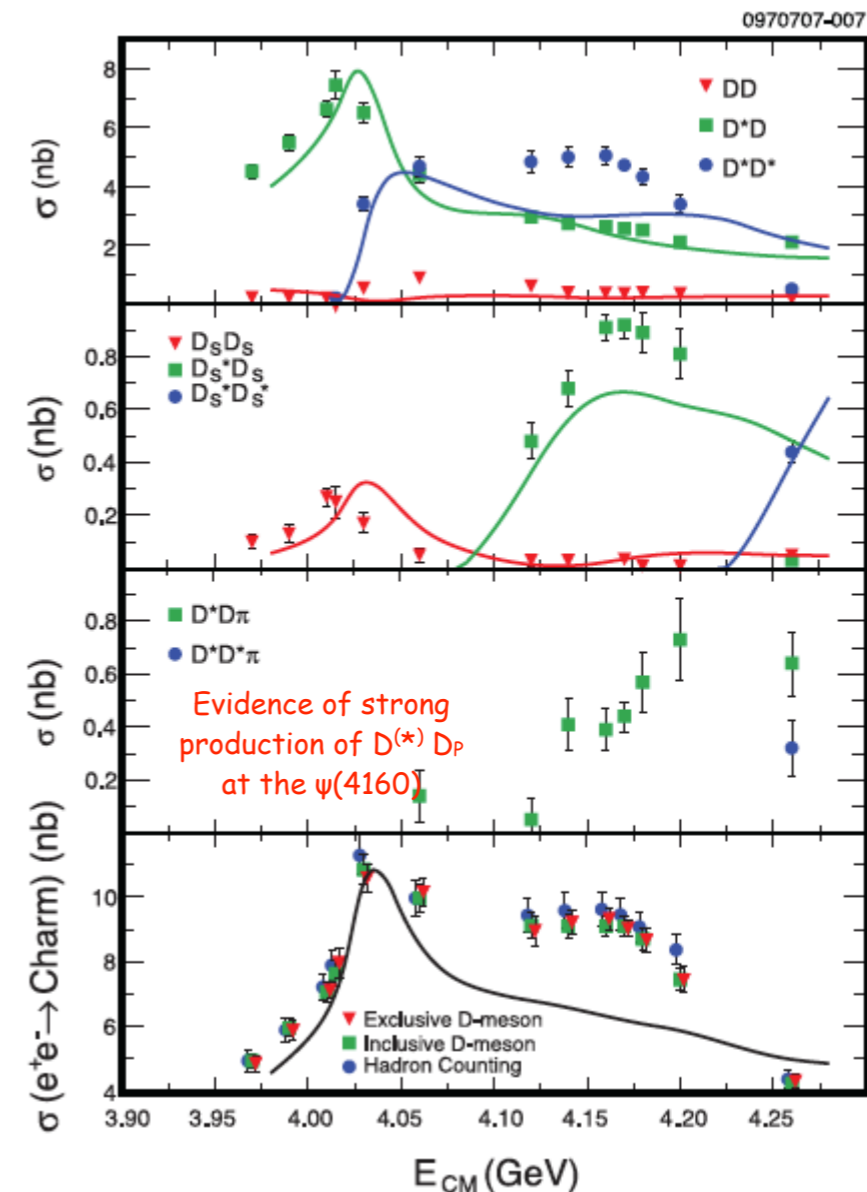 0970707-007
8
6
4
2
σ (nb)
DD
D*D
D*D*
0.8
0.6
0.4
0.2
σ (nb)
DsDs
Ds*Ds
Ds*Ds*
0.8
0.6
0.4
0.2
σ (nb)
D*Dπ
D*D*π
Evidence of strong
production of D(*) DP
at the ψ(4160)
10
8
6
4
σ (e+e-→Charm) (nb)
Exclusive D-meson
Inclusive D-meson
Hadron Counting
3.90 3.95 4.00 4.05 4.10 4.15 4.20 4.25
ECM (GeV)